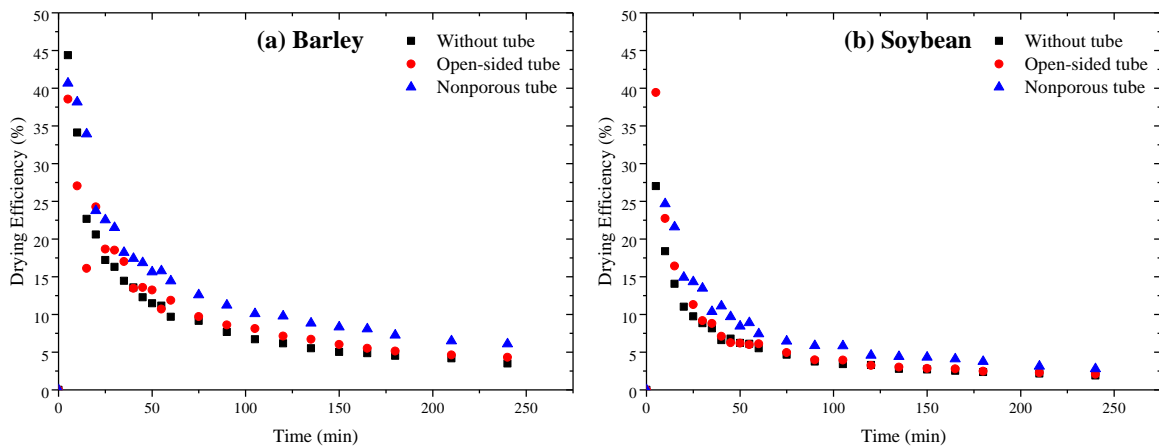 (a) Barley
Without tube
Open-sided tube
Nonporous tube
50
45
40
35
30
25
20
15
10
5
0
Drying Efficiency (%)
0
50
100
150
200
250
Time (min)
(b) Soybean
Without tube
Open-sided tube
Nonporous tube
50
45
40
35
30
25
20
15
10
5
0
Drying Efficiency (%)
0
50
100
150
200
250
Time (min)